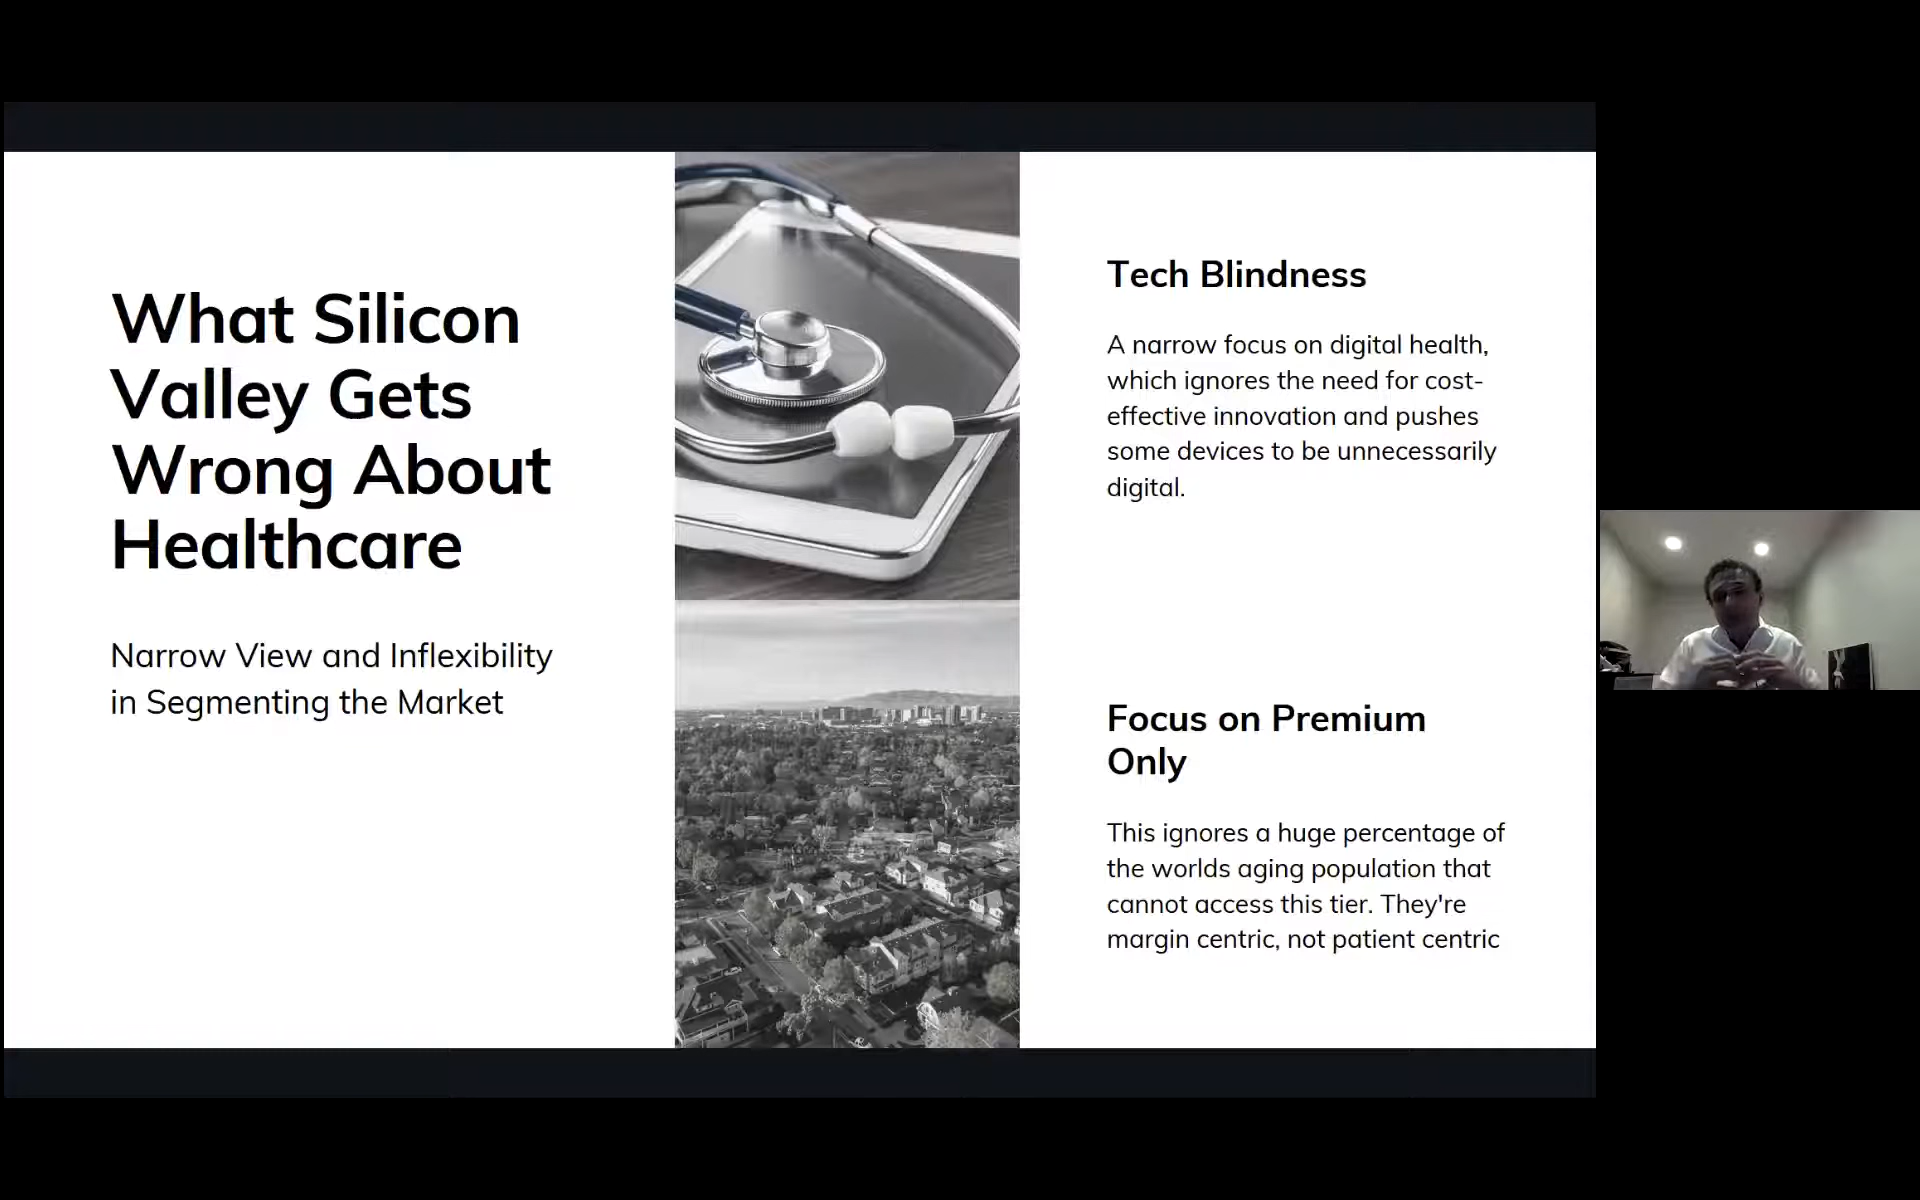 What Silicon
Valley Gets
Wrong About
Healthcare
Narrow View and Inflexibility
in Segmenting the Market
Tech Blindness
A narrow focus on digital health,
which ignores the need for cost-
effective innovation and pushes
some devices to be unnecessarily
digital.
Focus on Premium
Only
This ignores a huge percentage of
the worlds aging population that
cannot access this tier. They're
margin centric, not patient centric